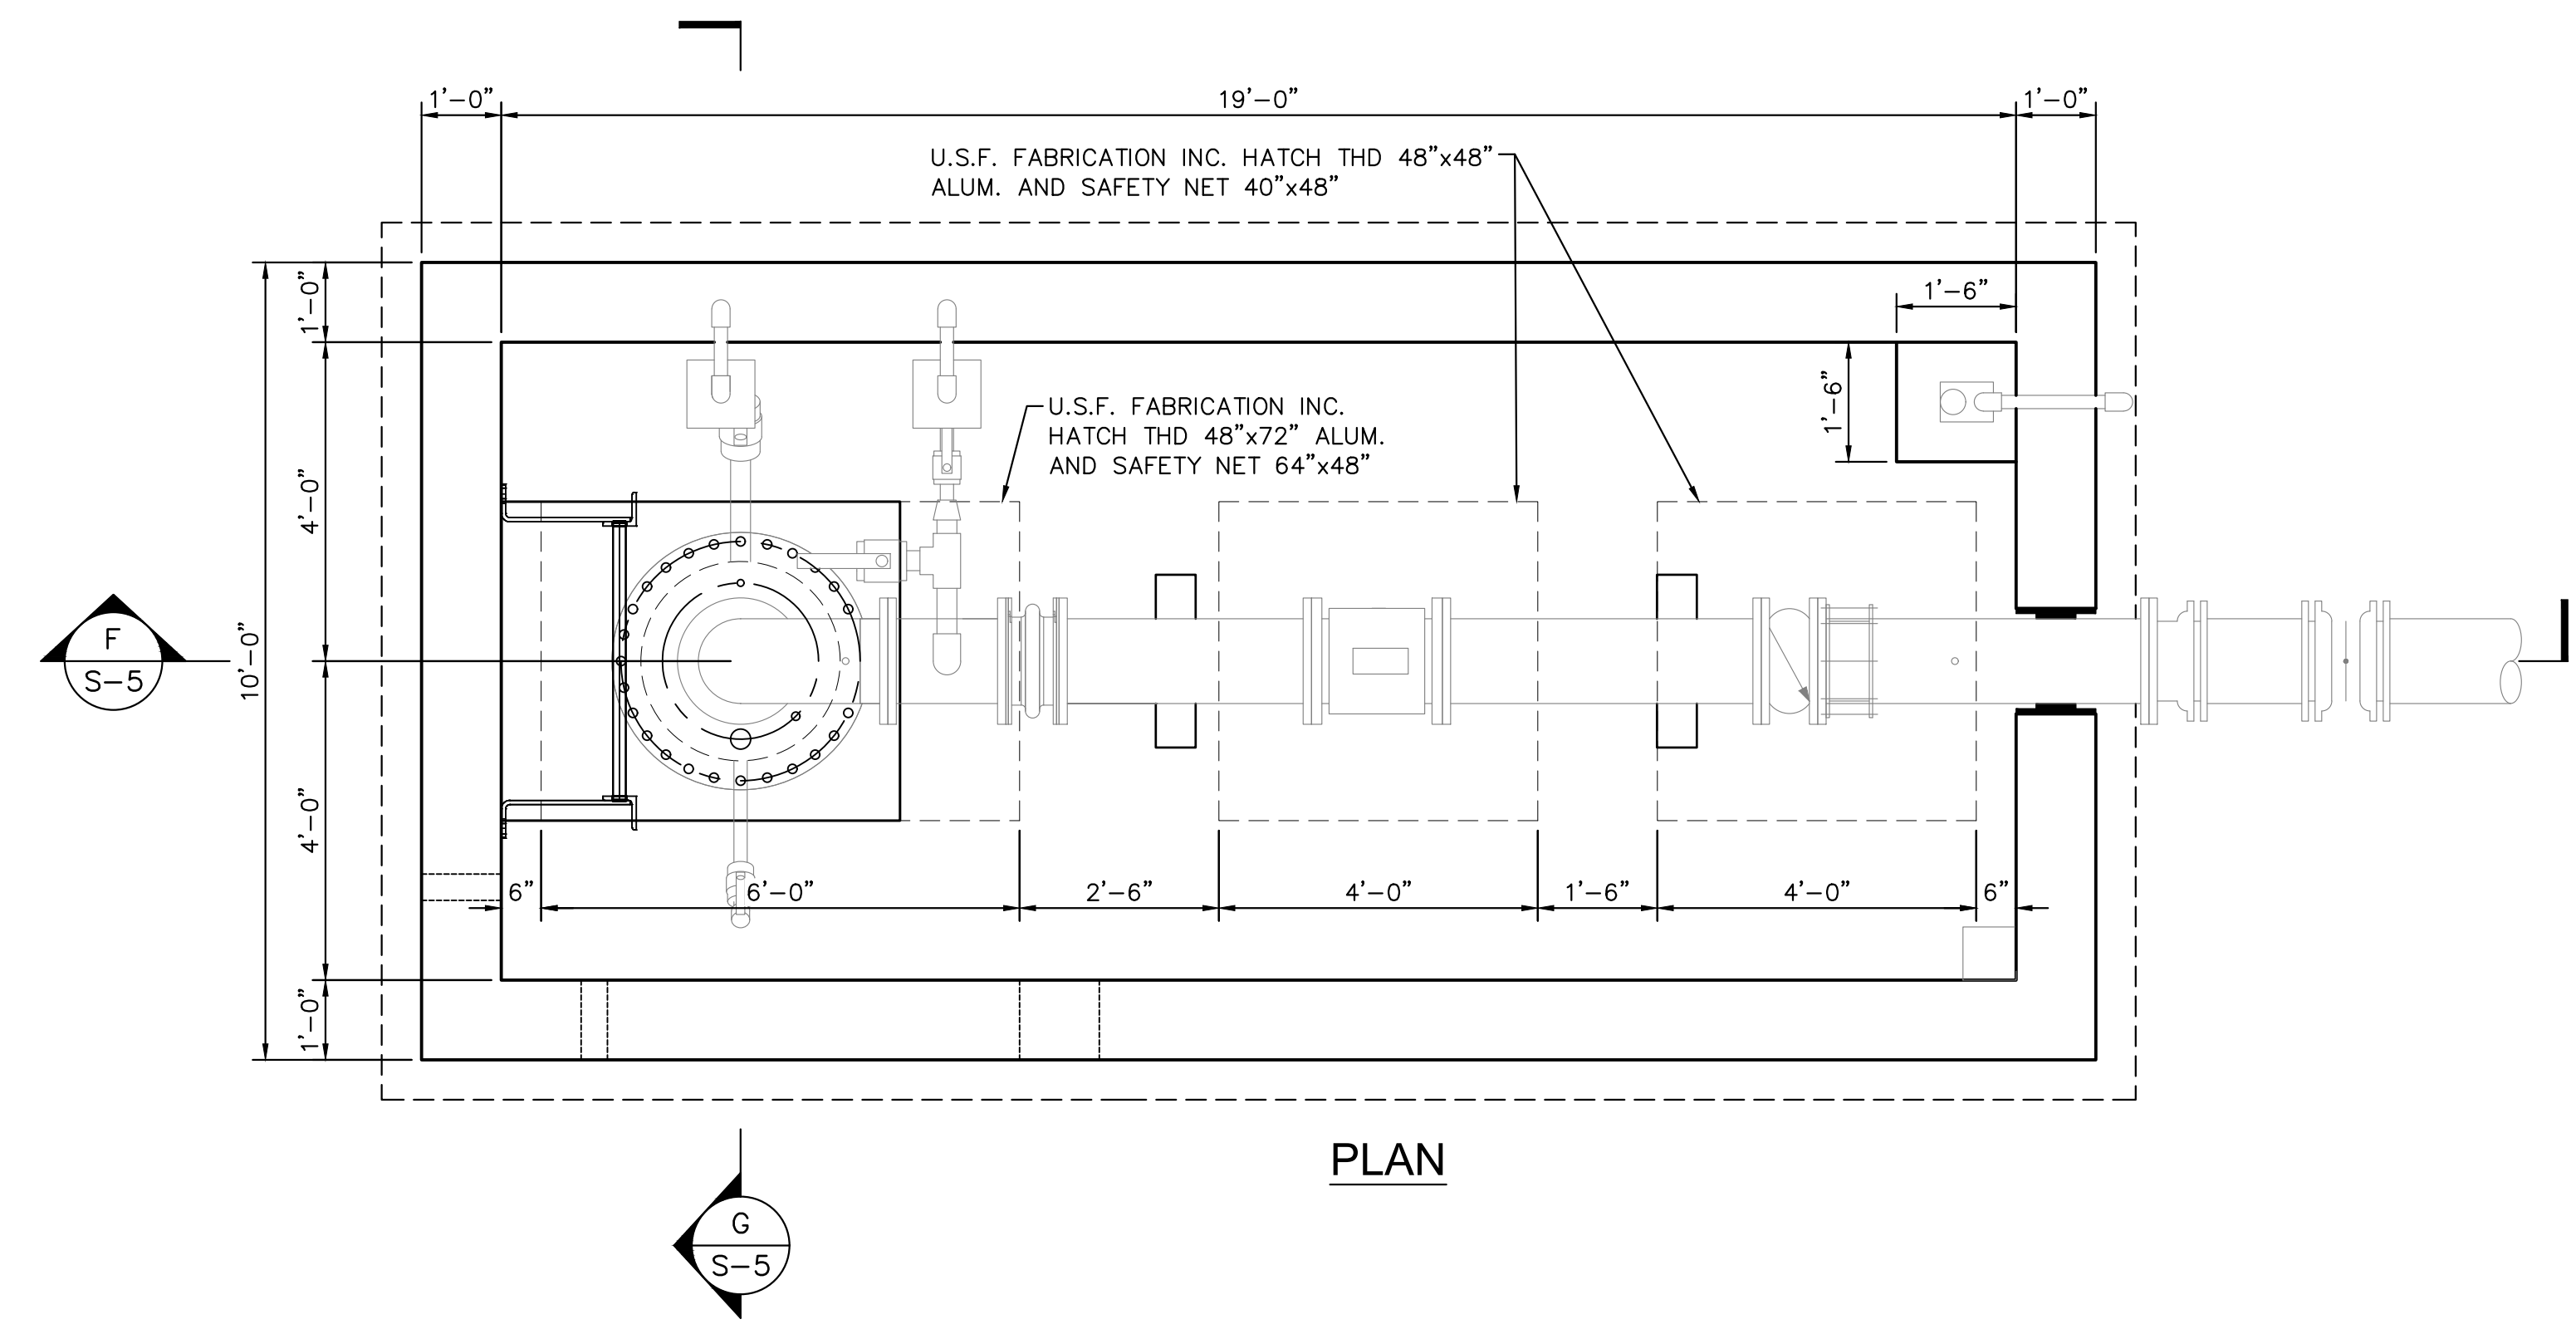 1'-0"
19'-0"
1'-0"
U.S.F. FABRICATION INC. HATCH THD 48"x48"
ALUM. AND SAFETY NET 40"x48"
1'-0"
1'-6"
1'-6"
U.S.F. FABRICATION INC.
HATCH THD 48"x72" ALUM.
AND SAFETY NET 64"x48"
4'-0"
10'-0"
F
S-5
4'-0"
6"
6'-0"
2'-6"
4'-0"
1'-6"
4'-0"
6"
1'-0"
PLAN
G
S-5